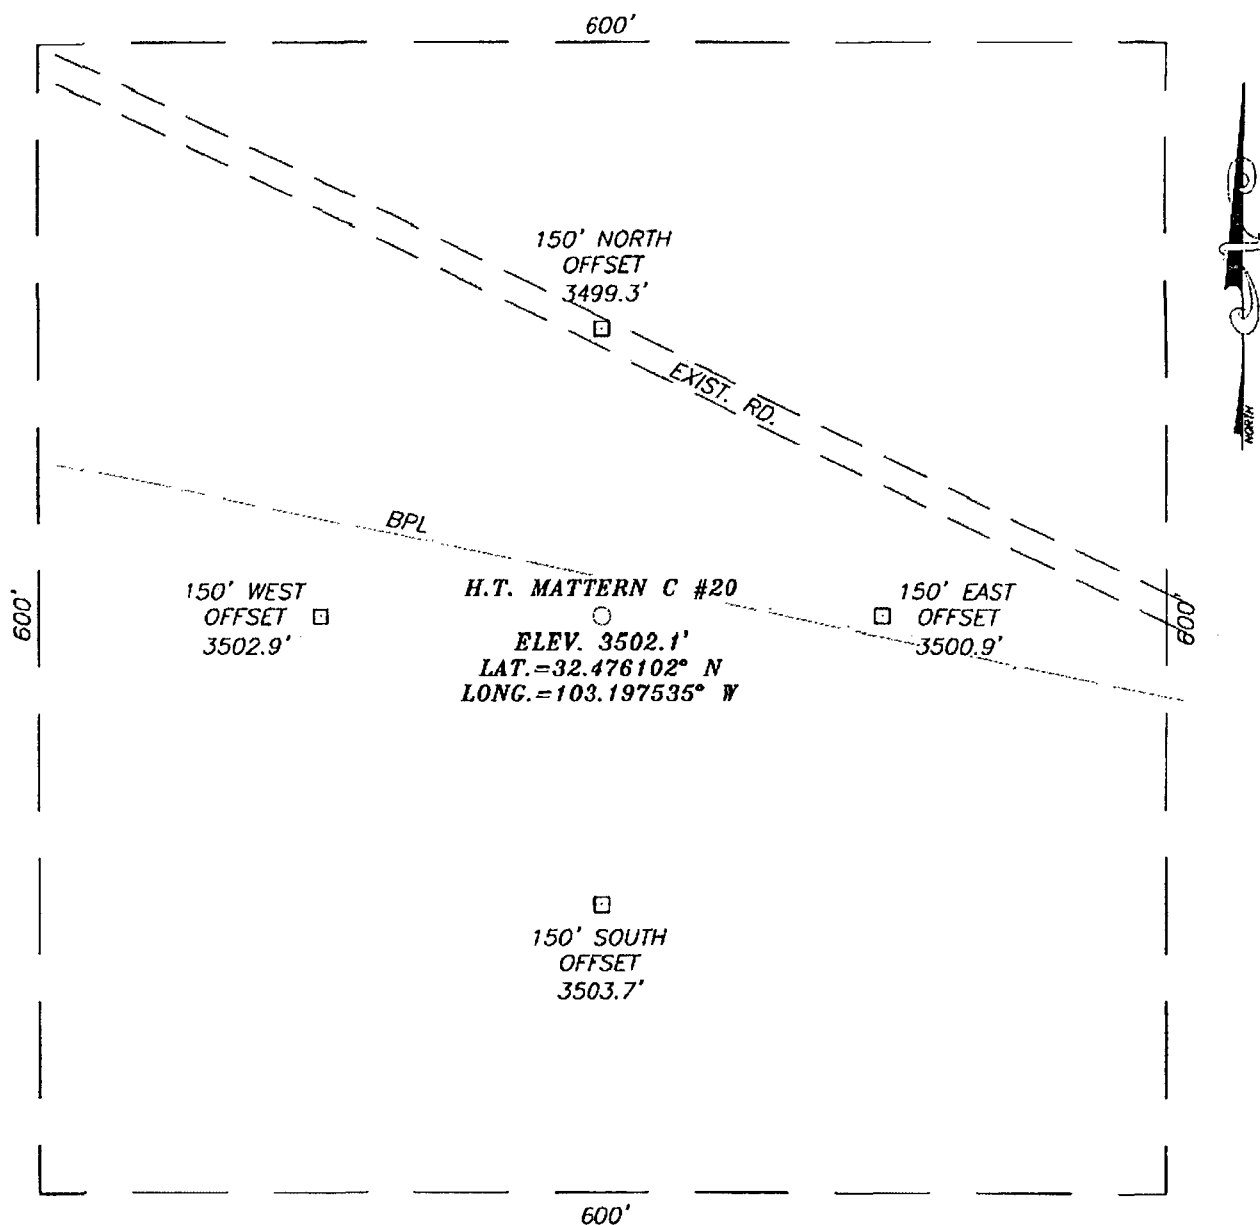 600'
150' NORTH
OFFSET
3499.3'
EXIST. RD.
NORTH
BPL
150' WEST
OFFSET
3502.9'
H.T. MATTERN C #20
ELEV. 3502.1'
LAT.=32.476102° N
LONG.=103.197535° W
150' EAST
OFFSET
3500.9'
600'
600'
150' SOUTH
OFFSET
3503.7'
600'